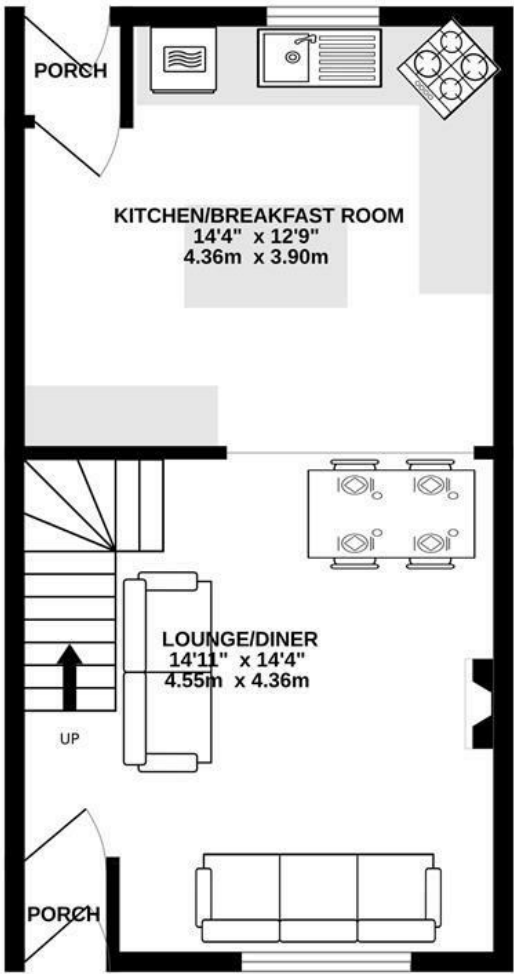 PORCH
KITCHEN/BREAKFAST ROOM
14'4" x 12'9"
4.36m x 3.90m
LOUNGE/DINER
14'11" x 14'4"
4.55m x 4.36m
UP
PORCH